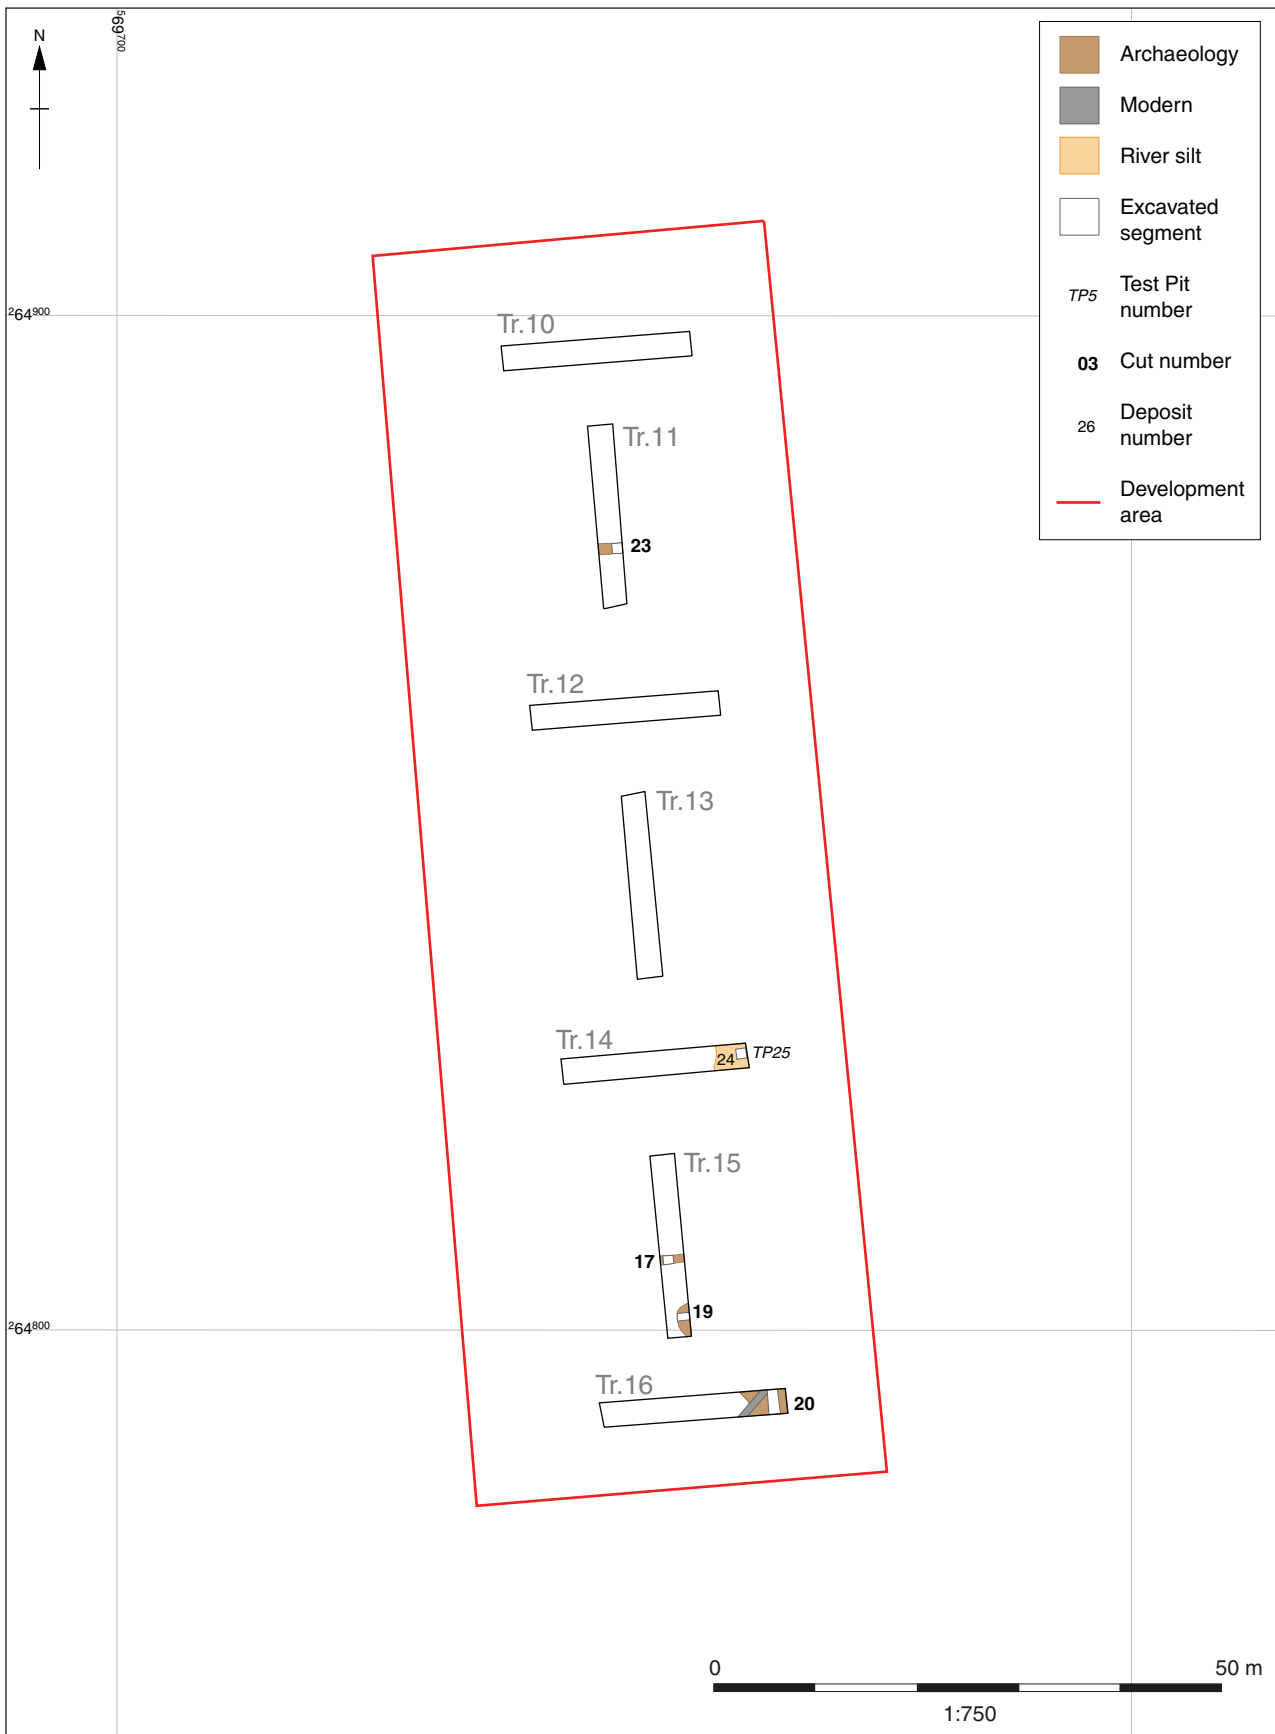 N
569700
Archaeology
Modern
River silt
Excavated
segment
TP5 Test Pit
number
03 Cut number
26 Deposit
number
Development
area
264900
Tr.10
Tr.11
23
Tr.12
Tr.13
Tr.14
24 TP25
Tr.15
17
19
264800
Tr.16
20
0 50 m
1:750